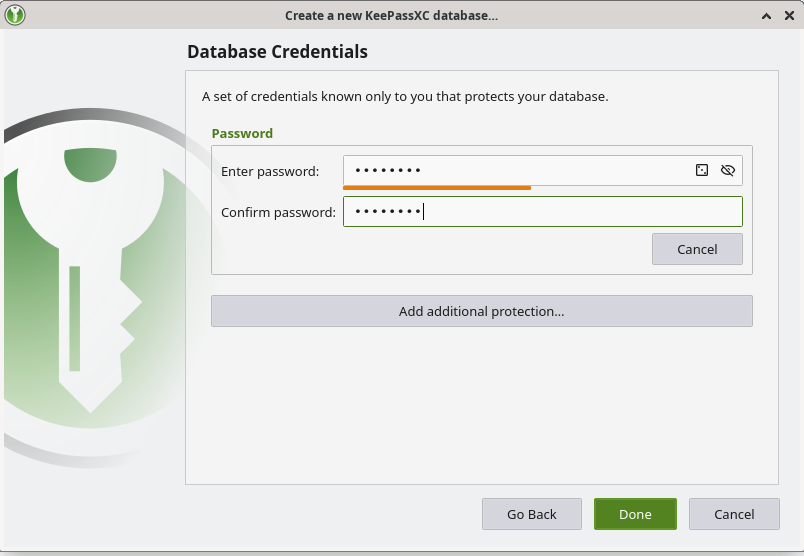 Create a new KeePassXC database...
Database Credentials
A set of credentials known only to you that protects your database.
Password
Enter password: ••••••••
Confirm password: ••••••••
Cancel
Add additional protection...
Go Back Done Cancel